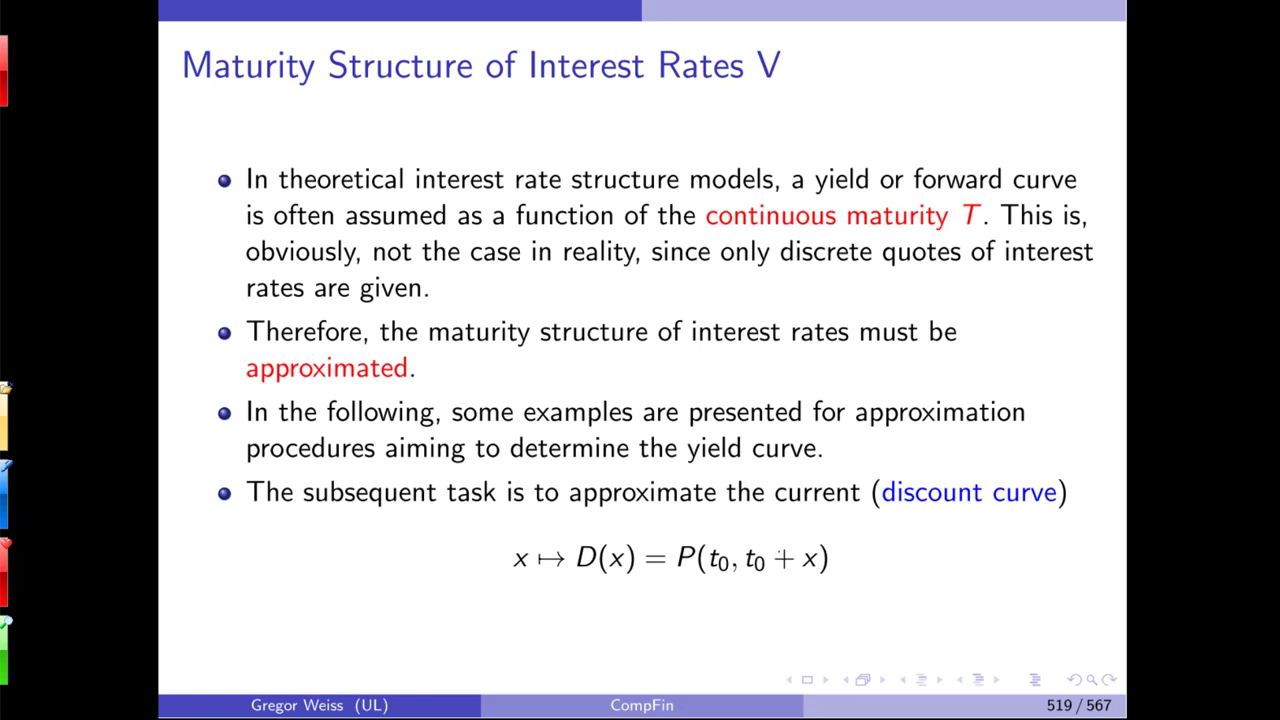 Maturity Structure of Interest Rates V
In theoretical interest rate structure models, a yield or forward curve
is often assumed as a function of the continuous maturity T. This is,
obviously, not the case in reality, since only discrete quotes of interest
rates are given.
Therefore, the maturity structure of interest rates must be
approximated.
In the following, some examples are presented for approximation
procedures aiming to determine the yield curve.
The subsequent task is to approximate the current (discount curve)
x ↦ D(x) = P(t₀, t₀ + x)
Gregor Weiss (UL) CompFin 519 / 567